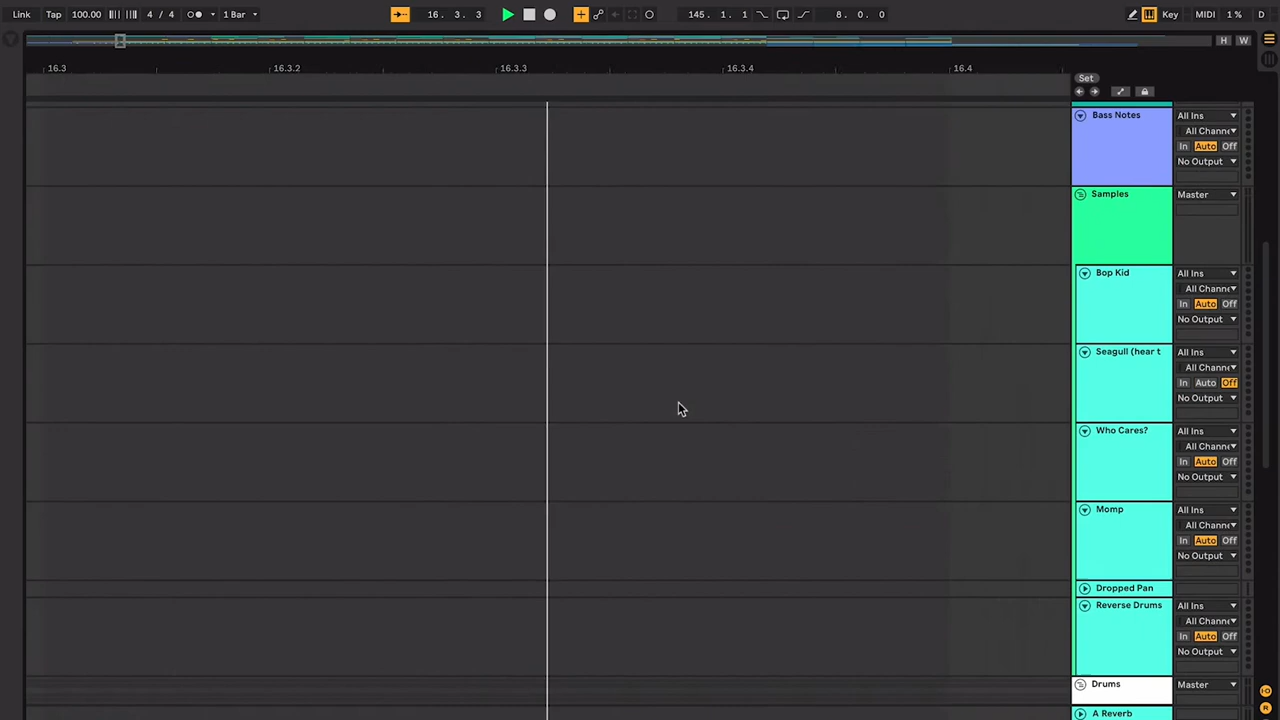 Link Tap 100.00 4 / 4 1 Bar 16. 3. 3 145. 1. 1 8. 0. 0 Key MIDI 1 % D
H W
16.3 16.3.2 16.3.3 16.3.4 16.4
Set
Bass Notes All Ins
All Channe
In Auto Off
No Output
Samples Master
Bop Kid All Ins
All Channe
In Auto Off
No Output
Seagull (hear t All Ins
All Channe
In Auto Off
No Output
Who Cares? All Ins
All Channe
In Auto Off
No Output
Momp All Ins
All Channe
In Auto Off
No Output
Dropped Pan
Reverse Drums All Ins
All Channe
In Auto Off
No Output
Drums Master
A Reverb